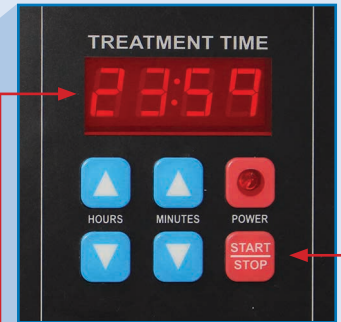 TREATMENT TIME
23:59
HOURS MINUTES POWER
START
STOP